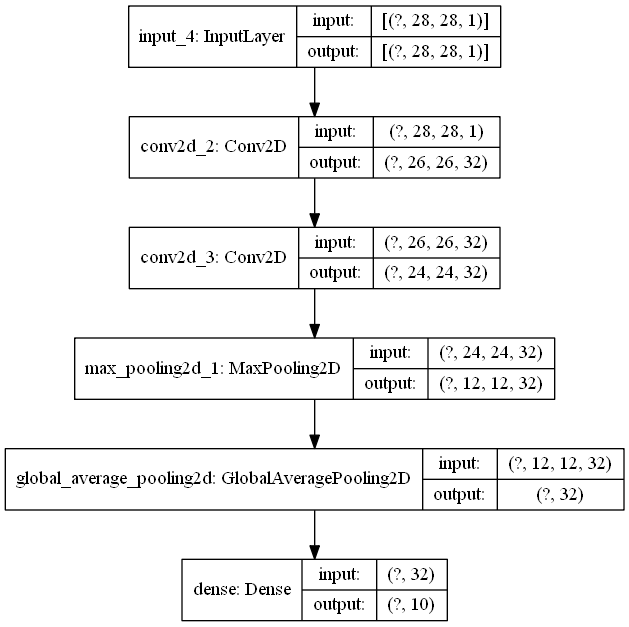 input_4: InputLayer
input:
[(?, 28, 28, 1)]
output:
[(?, 28, 28, 1)]
conv2d_2: Conv2D
input:
(?, 28, 28, 1)
output:
(?, 26, 26, 32)
conv2d_3: Conv2D
input:
(?, 26, 26, 32)
output:
(?, 24, 24, 32)
max_pooling2d_1: MaxPooling2D
input:
(?, 24, 24, 32)
output:
(?, 12, 12, 32)
global_average_pooling2d: GlobalAveragePooling2D
input:
(?, 12, 12, 32)
output:
(?, 32)
dense: Dense
input:
(?, 32)
output:
(?, 10)